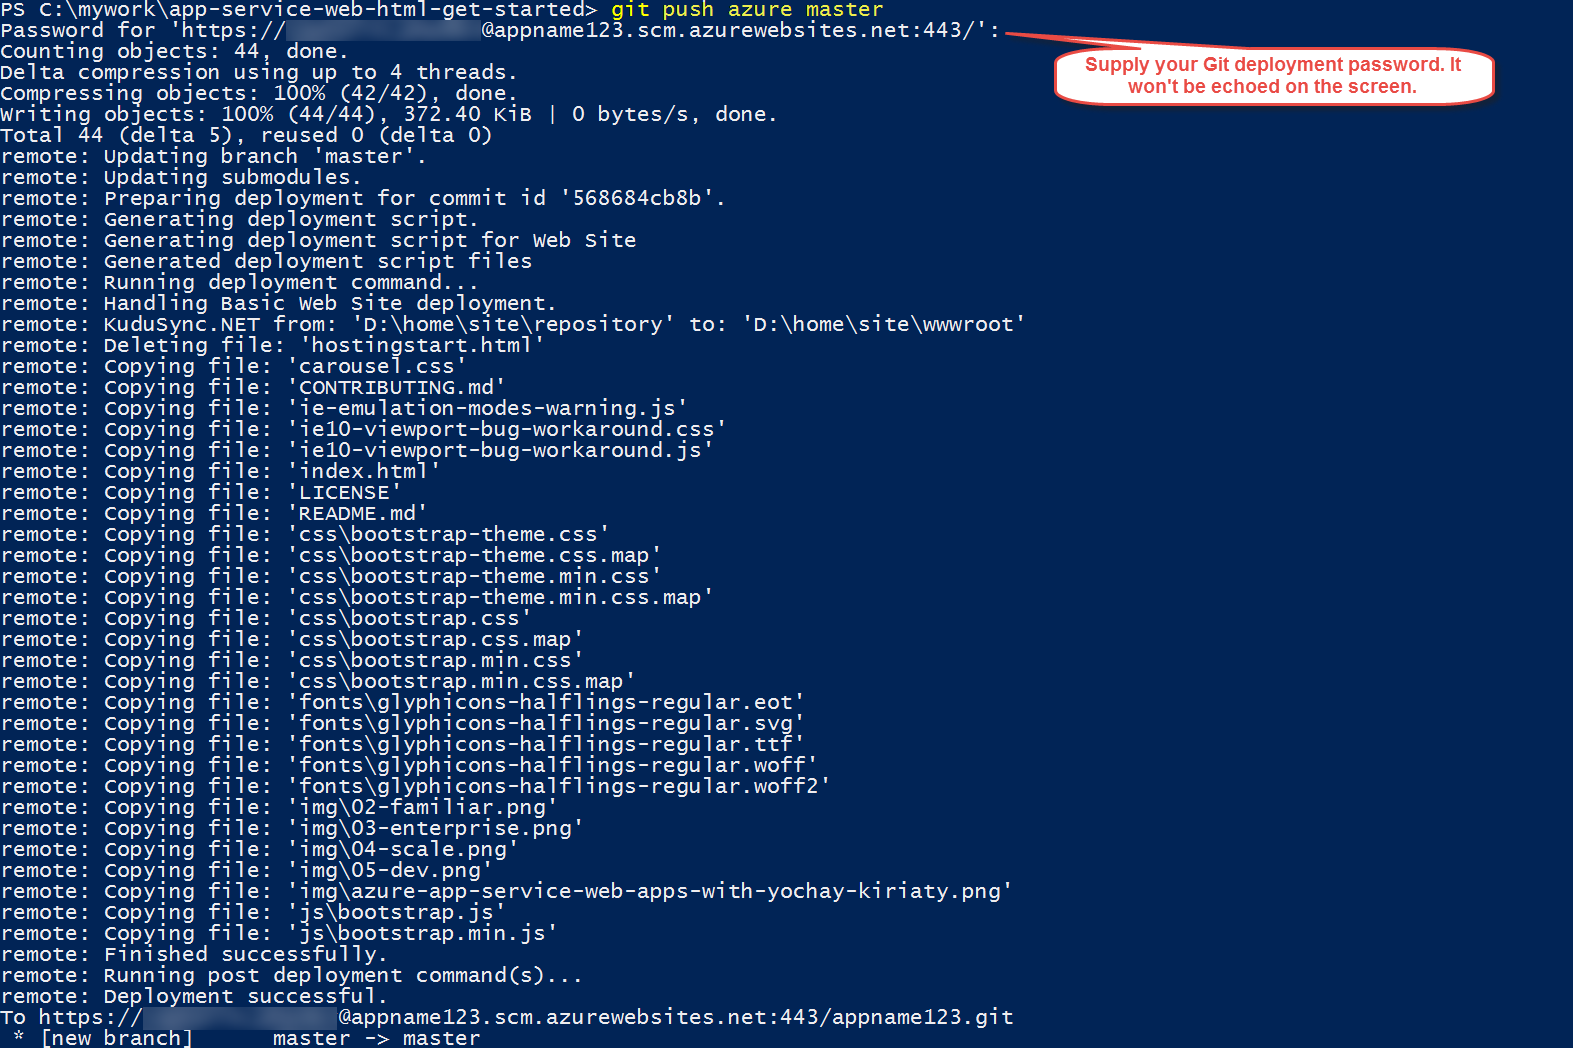 PS C:\mywork\app-service-web-html-get-started> git push azure master
Password for 'https://@appname123.scm.azurewebsites.net:443/':
Supply your Git deployment password. It
won't be echoed on the screen.
Counting objects: 44, done.
Delta compression using up to 4 threads.
Compressing objects: 100% (42/42), done.
Writing objects: 100% (44/44), 372.40 KiB | 0 bytes/s, done.
Total 44 (delta 5), reused 0 (delta 0)
remote: Updating branch 'master'.
remote: Updating submodules.
remote: Preparing deployment for commit id '568684cb8b'.
remote: Generating deployment script.
remote: Generating deployment script for Web Site
remote: Generated deployment script files
remote: Running deployment command...
remote: Handling Basic Web Site deployment.
remote: KuduSync.NET from: 'D:\home\site\repository' to: 'D:\home\site\wwwroot'
remote: Deleting file: 'hostingstart.html'
remote: Copying file: 'carousel.css'
remote: Copying file: 'CONTRIBUTING.md'
remote: Copying file: 'ie-emulation-modes-warning.js'
remote: Copying file: 'ie10-viewport-bug-workaround.css'
remote: Copying file: 'ie10-viewport-bug-workaround.js'
remote: Copying file: 'index.html'
remote: Copying file: 'LICENSE'
remote: Copying file: 'README.md'
remote: Copying file: 'css\bootstrap-theme.css'
remote: Copying file: 'css\bootstrap-theme.css.map'
remote: Copying file: 'css\bootstrap-theme.min.css'
remote: Copying file: 'css\bootstrap-theme.min.css.map'
remote: Copying file: 'css\bootstrap.css'
remote: Copying file: 'css\bootstrap.css.map'
remote: Copying file: 'css\bootstrap.min.css'
remote: Copying file: 'css\bootstrap.min.css.map'
remote: Copying file: 'fonts\glyphicons-halflings-regular.eot'
remote: Copying file: 'fonts\glyphicons-halflings-regular.svg'
remote: Copying file: 'fonts\glyphicons-halflings-regular.ttf'
remote: Copying file: 'fonts\glyphicons-halflings-regular.woff'
remote: Copying file: 'fonts\glyphicons-halflings-regular.woff2'
remote: Copying file: 'img\02-familiar.png'
remote: Copying file: 'img\03-enterprise.png'
remote: Copying file: 'img\04-scale.png'
remote: Copying file: 'img\05-dev.png'
remote: Copying file: 'img\azure-app-service-web-apps-with-yochay-kiriaty.png'
remote: Copying file: 'js\bootstrap.js'
remote: Copying file: 'js\bootstrap.min.js'
remote: Finished successfully.
remote: Running post deployment command(s)...
remote: Deployment successful.
To https://@appname123.scm.azurewebsites.net:443/appname123.git
 * [new branch]      master -> master